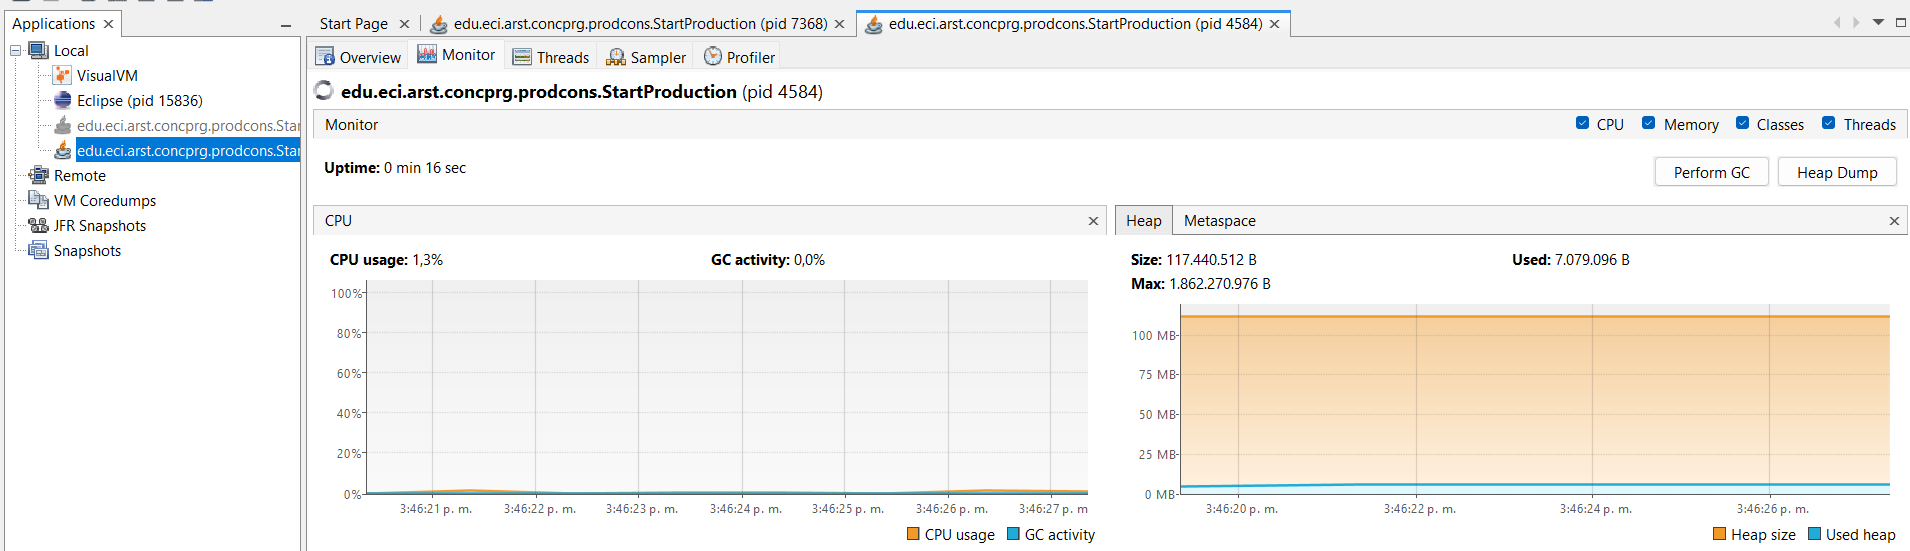 Applications
Local
VisualVM
Eclipse (pid 15836)
edu.eci.arst.concprg.prodcons.Star
edu.eci.arst.concprg.prodcons.Star
Remote
VM Coredumps
JFR Snapshots
Snapshots
Start Page edu.eci.arst.concprg.prodcons.StartProduction (pid 7368) edu.eci.arst.concprg.prodcons.StartProduction (pid 4584)
Overview Monitor Threads Sampler Profiler
edu.eci.arst.concprg.prodcons.StartProduction (pid 4584)
Monitor CPU Memory Classes Threads
Uptime: 0 min 16 sec Perform GC Heap Dump
CPU
CPU usage: 1,3% GC activity: 0,0%
100%
80%
60%
40%
20%
0%
3:46:21 p. m. 3:46:22 p. m. 3:46:23 p. m. 3:46:24 p. m. 3:46:25 p. m. 3:46:26 p. m. 3:46:27 p. m.
CPU usage GC activity
Heap Metaspace
Size: 117.440.512 B Used: 7.079.096 B
Max: 1.862.270.976 B
100 MB
75 MB
50 MB
25 MB
0 MB
3:46:20 p. m. 3:46:22 p. m. 3:46:24 p. m. 3:46:26 p. m.
Heap size Used heap